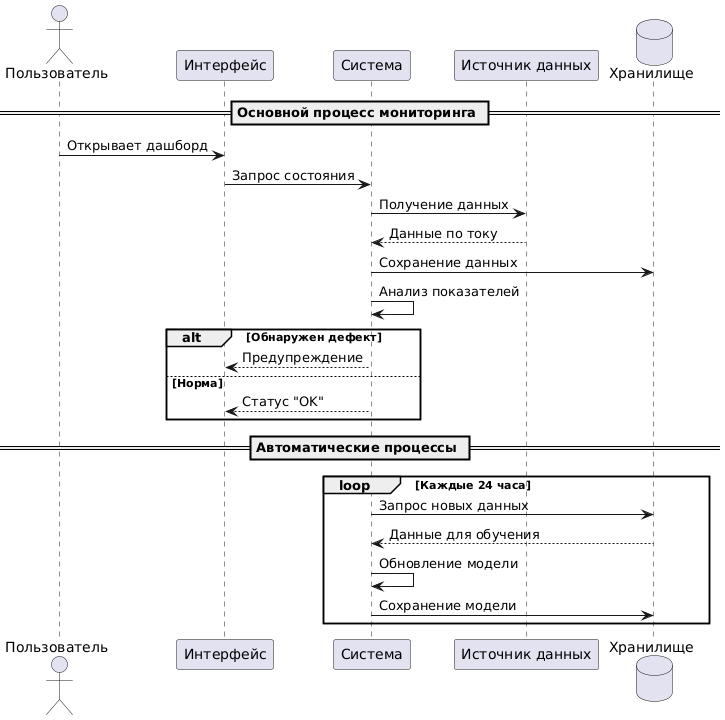 Пользователь
Интерфейс
Система
Источник данных
Хранилище
Основной процесс мониторинга
Открывает дашборд
Запрос состояния
Получение данных
Данные по току
Сохранение данных
Анализ показателей
alt [Обнаружен дефект]
Предупреждение
[Норма]
Статус "OK"
Автоматические процессы
loop [Каждые 24 часа]
Запрос новых данных
Данные для обучения
Обновление модели
Сохранение модели
Пользователь
Интерфейс
Система
Источник данных
Хранилище